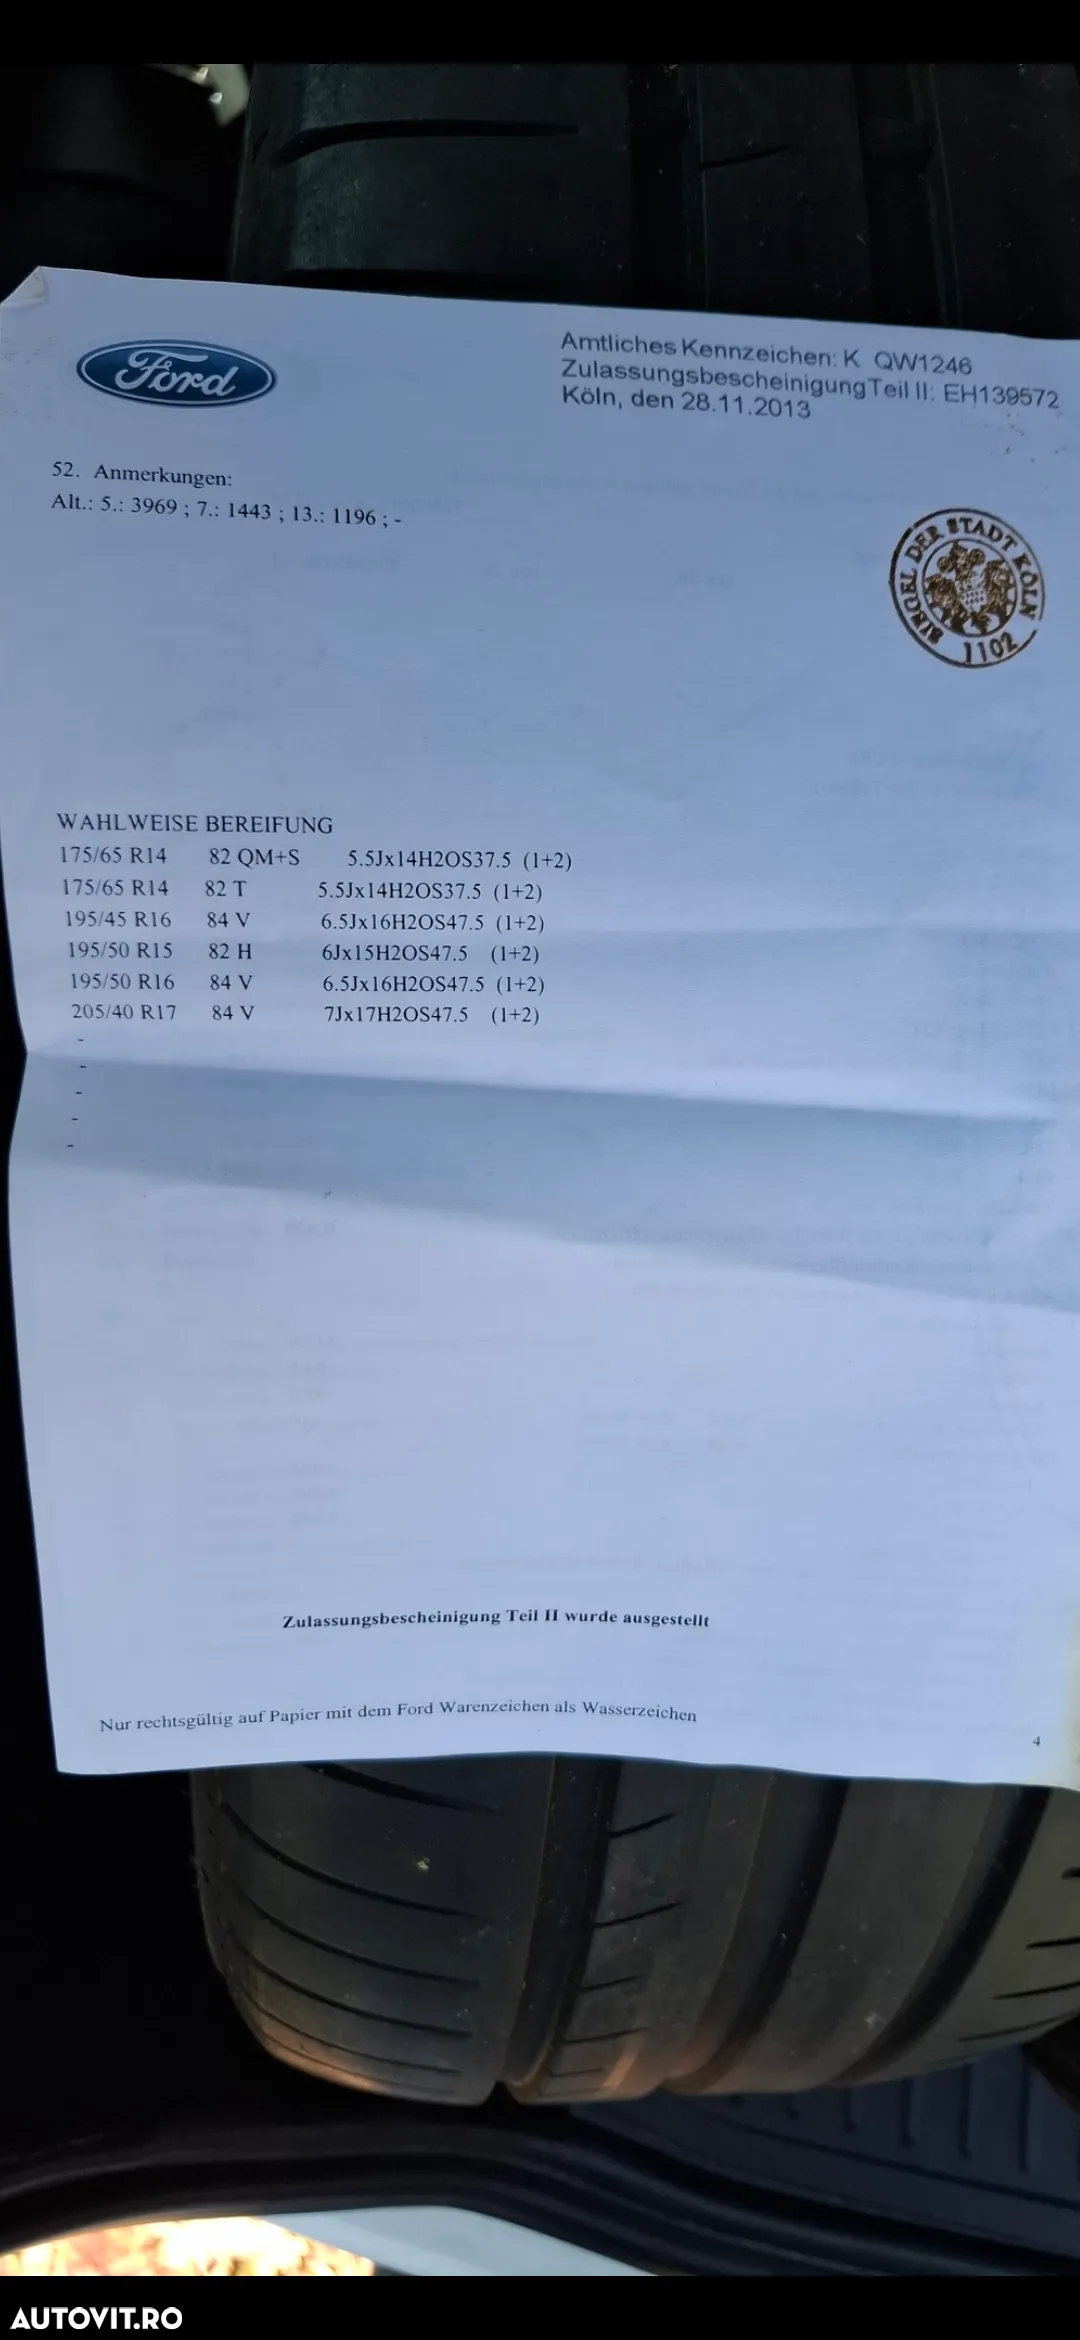 Ford
Amtliches Kennzeichen: K QW1246
Zulassungsbescheinigung Teil II: EH139572
Köln, den 28.11.2013
52. Anmerkungen:
Alt.: 5.: 3969 ; 7.: 1443 ; 13.: 1196 ; -
SIEGEL DER STADT KÖLN
1102
WAHLWEISE BEREIFUNG
175/65 R14 82 QM+S 5.5Jx14H2OS37.5 (1+2)
175/65 R14 82 T 5.5Jx14H2OS37.5 (1+2)
195/45 R16 84 V 6.5Jx16H2OS47.5 (1+2)
195/50 R15 82 H 6Jx15H2OS47.5 (1+2)
195/50 R16 84 V 6.5Jx16H2OS47.5 (1+2)
205/40 R17 84 V 7Jx17H2OS47.5 (1+2)
-
-
-
-
-
Zulassungsbescheinigung Teil II wurde ausgestellt
Nur rechtsgültig auf Papier mit dem Ford Warenzeichen als Wasserzeichen
4
AUTOVIT.RO